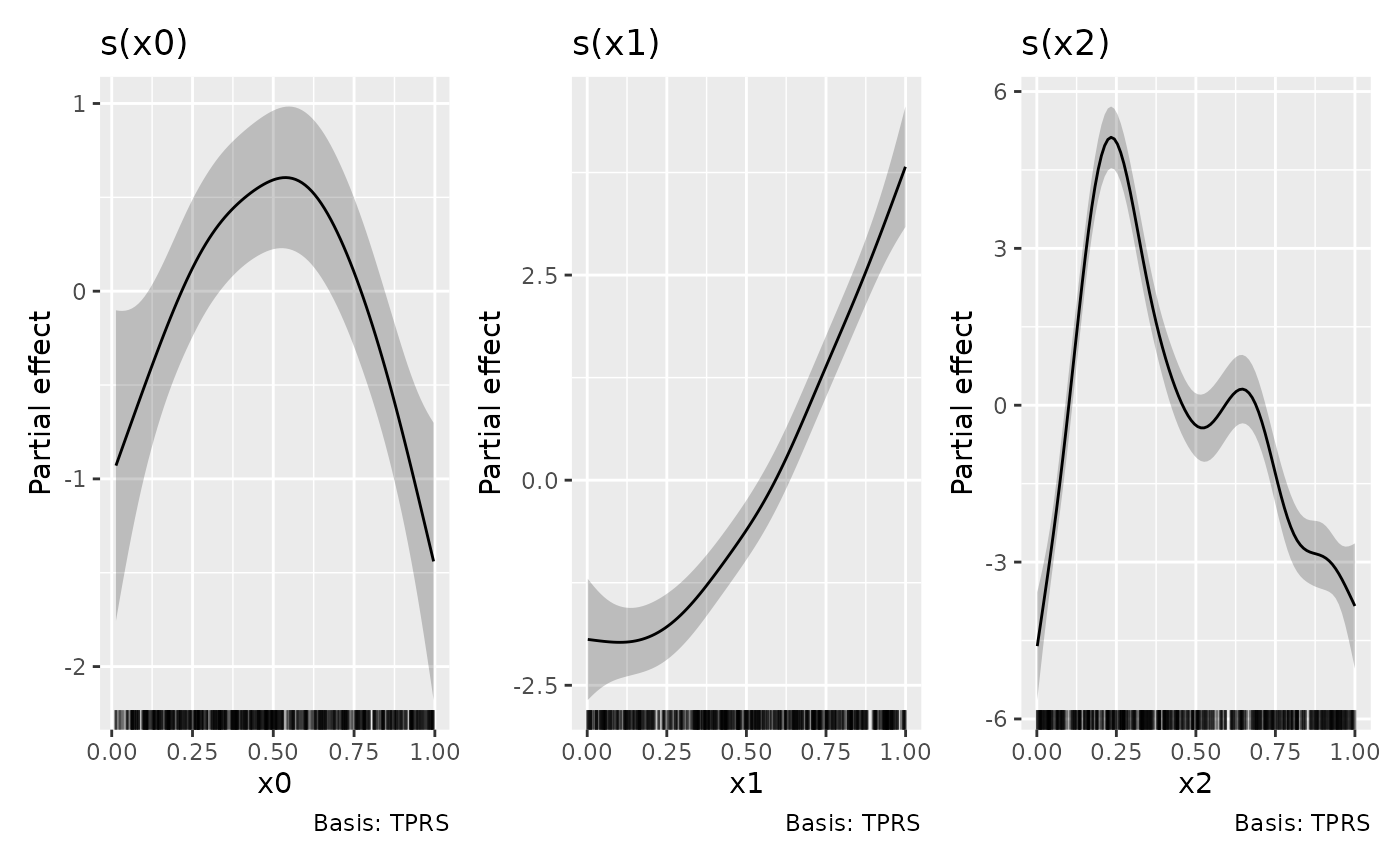 s(x0)
Partial effect
1
0
-1
-2
0.00 0.25 0.50 0.75 1.00
x0
Basis: TPRS
s(x1)
Partial effect
2.5
0.0
-2.5
0.00 0.25 0.50 0.75 1.00
x1
Basis: TPRS
s(x2)
Partial effect
6
3
0
-3
-6
0.00 0.25 0.50 0.75 1.00
x2
Basis: TPRS